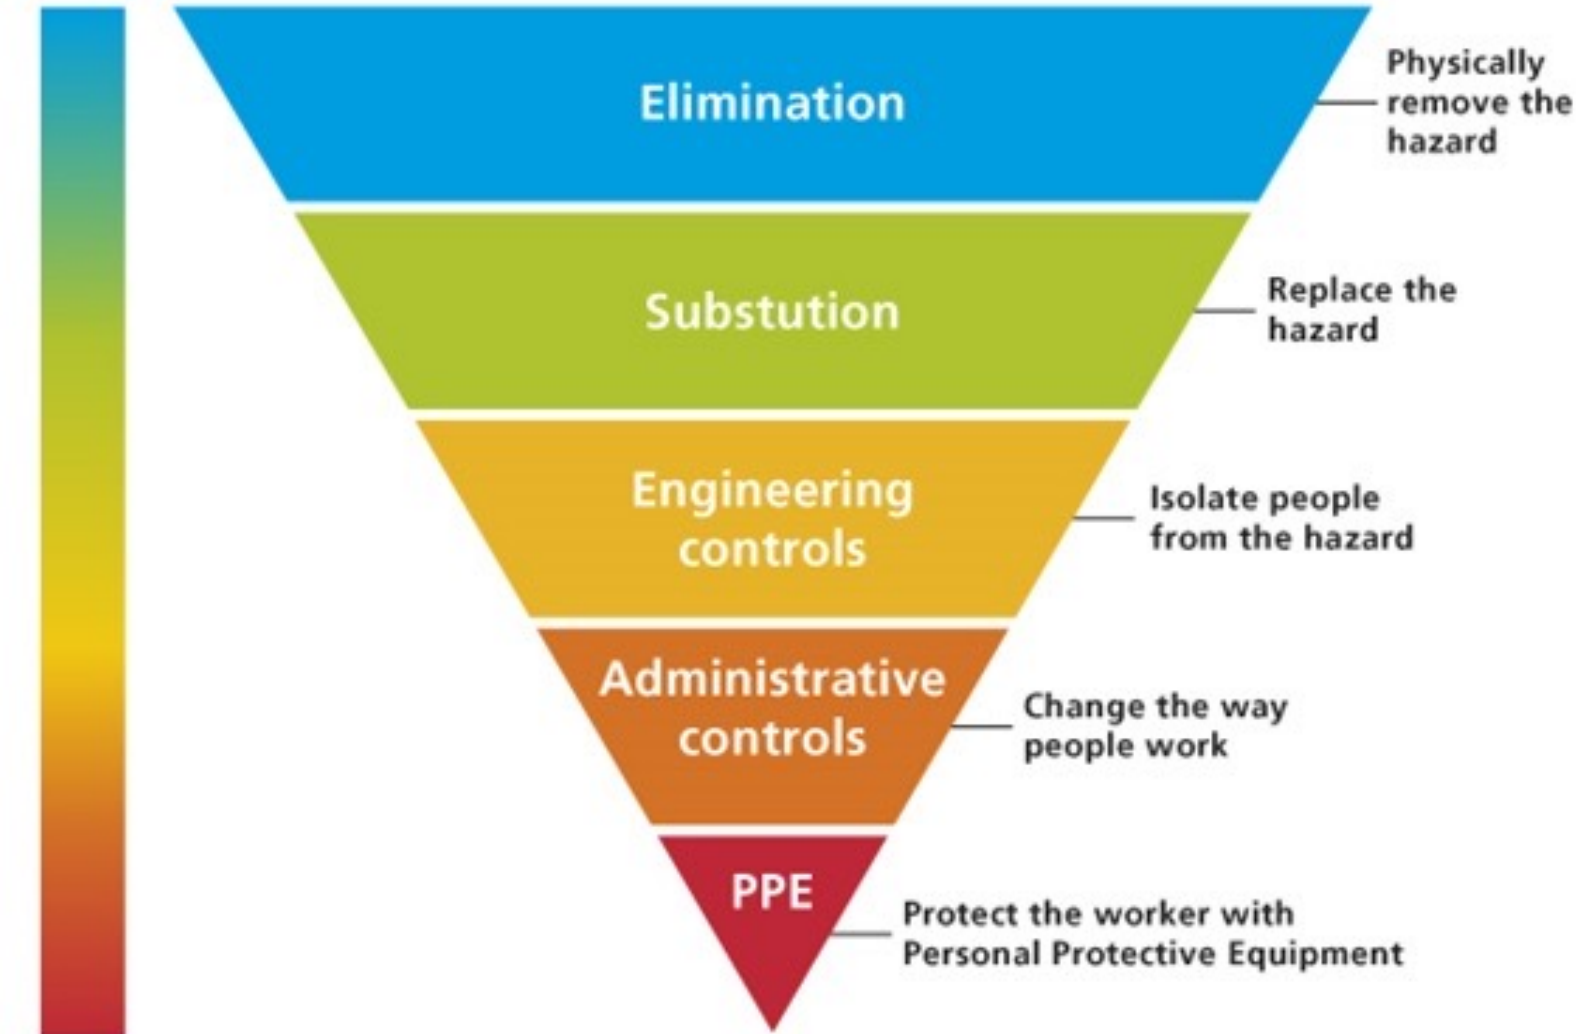 Elimination
Physically
remove the
hazard
Substution
Replace the
hazard
Engineering
controls
Isolate people
from the hazard
Administrative
controls
Change the way
people work
PPE
Protect the worker with
Personal Protective Equipment